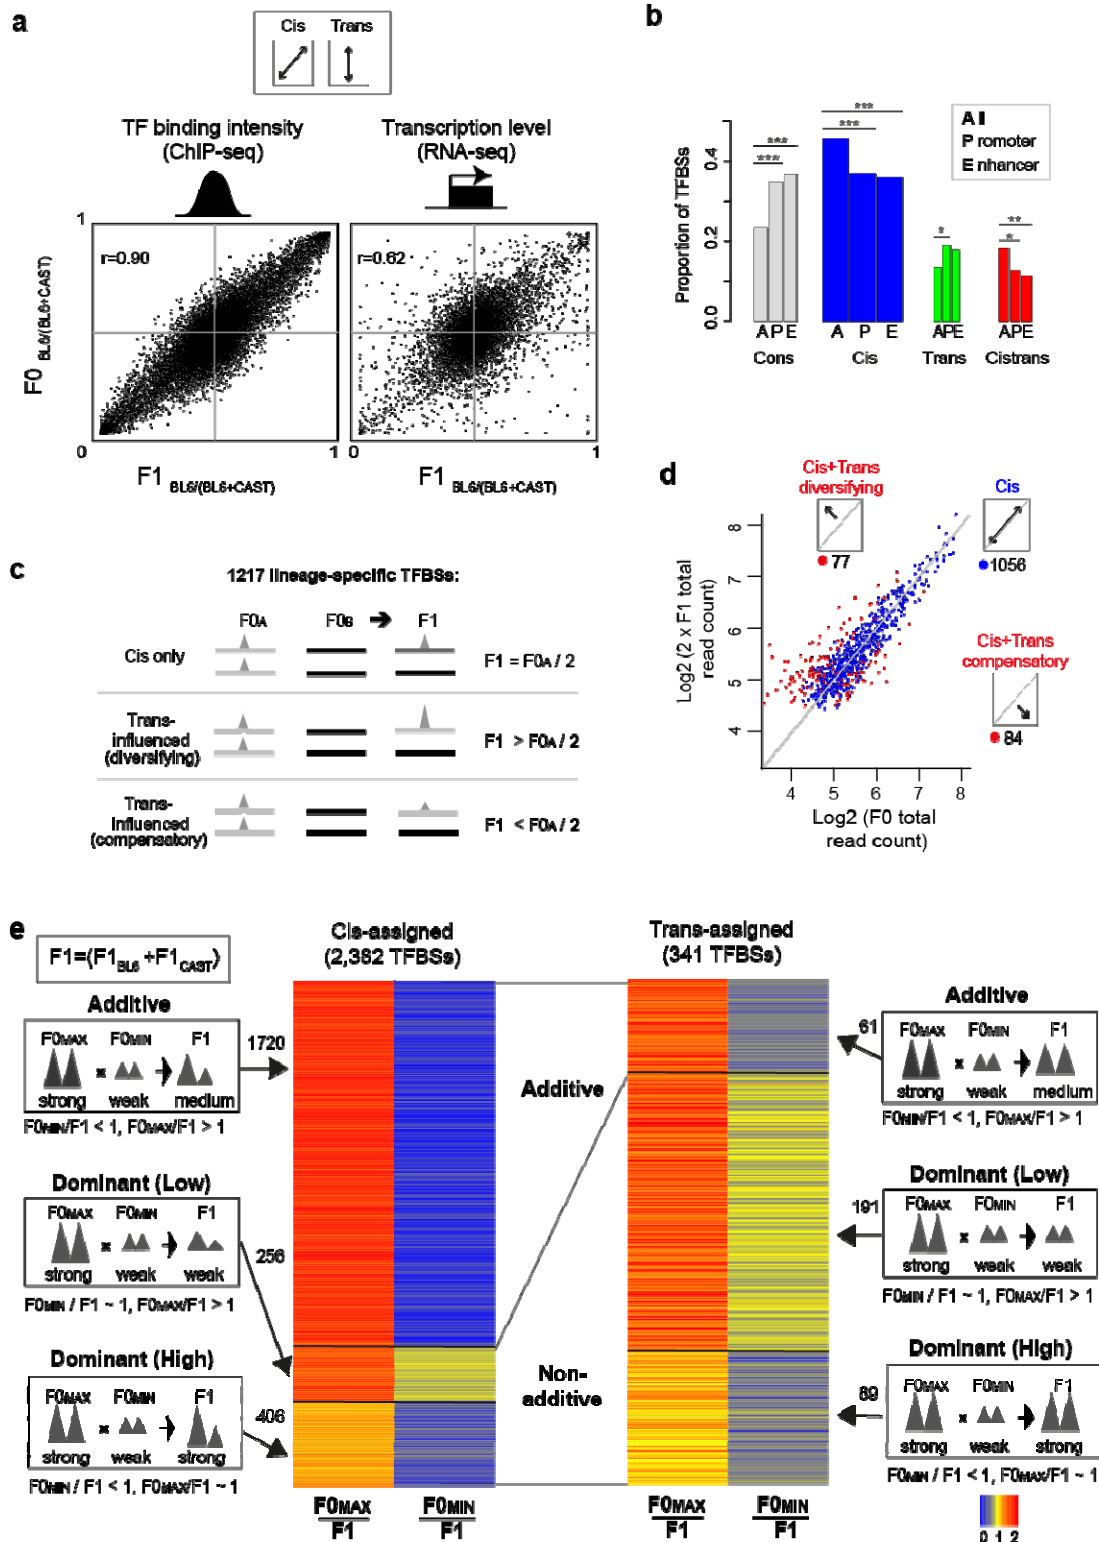 a
Cis Trans
TF binding intensity
(ChIP-seq)
Transcription level
(RNA-seq)
1
r=0.90
r=0.62
F0 BL6/(BL6+CAST)
0 1 0 1
F1 BL6/(BL6+CAST)
F1 BL6/(BL6+CAST)
b
Proportion of TFBSs
0.4
0.2
0.0
*** *** *** *** * ** *
A ll
P romoter
E nhancer
A P E A P E A P E A P E
Cons Cis Trans Cistrans
c
1217 lineage-specific TFBSs:
F0A F0B F1
Cis only
F1 = F0A / 2
Trans-
influenced
(diversifying)
F1 > F0A / 2
Trans-
influenced
(compensatory)
F1 < F0A / 2
d
Cis+Trans
diversifying
77
Cis
1056
Cis+Trans
compensatory
84
Log2 (2 x F1 total
read count)
8
7
6
5
4
4 5 6 7 8
Log2 (F0 total
read count)
e
F1=(F1BL6 +F1CAST)
Cis-assigned
(2,382 TFBSs)
Trans-assigned
(341 TFBSs)
Additive
F0MAX F0MIN F1
x
strong weak medium
F0MIN/F1 < 1, F0MAX/F1 > 1
1720
Dominant (Low)
F0MAX F0MIN F1
x
strong weak weak
F0MIN / F1 ~ 1, F0MAX/F1 > 1
256
Dominant (High)
F0MAX F0MIN F1
x
strong weak strong
F0MIN / F1 < 1, F0MAX/F1 ~ 1
406
Additive
Non-
additive
Additive
F0MAX F0MIN F1
x
strong weak medium
F0MIN/F1 < 1, F0MAX/F1 > 1
61
Dominant (Low)
F0MAX F0MIN F1
x
strong weak weak
F0MIN / F1 ~ 1, F0MAX/F1 > 1
191
Dominant (High)
F0MAX F0MIN F1
x
strong weak strong
F0MIN / F1 < 1, F0MAX/F1 ~ 1
89
F0MAX
F1
F0MIN
F1
F0MAX
F1
F0MIN
F1
0 1 2